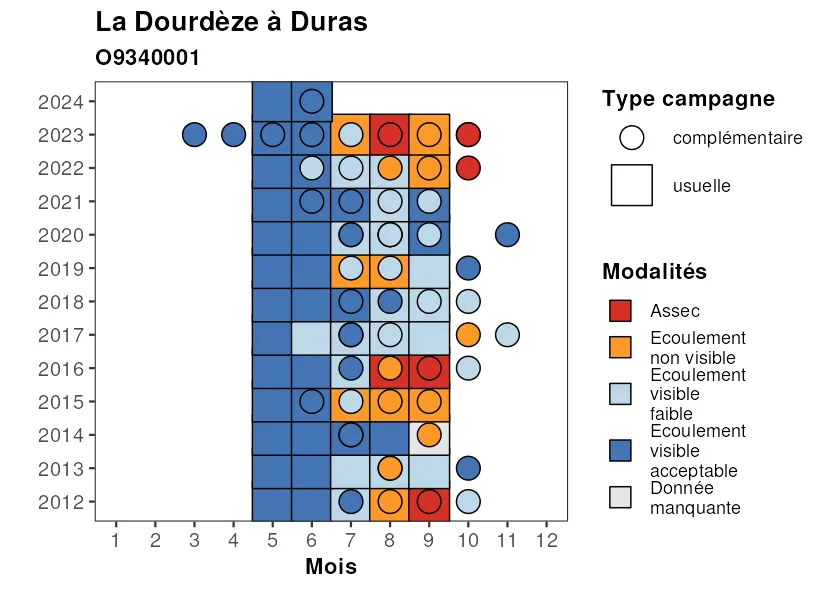 La Dourdèze à Duras
O9340001
2024
2023
2022
2021
2020
2019
2018
2017
2016
2015
2014
2013
2012
1 2 3 4 5 6 7 8 9 10 11 12
Mois
Type campagne
complémentaire
usuelle
Modalités
Assec
Ecoulement
non visible
Ecoulement
visible
faible
Ecoulement
visible
acceptable
Donnée
manquante